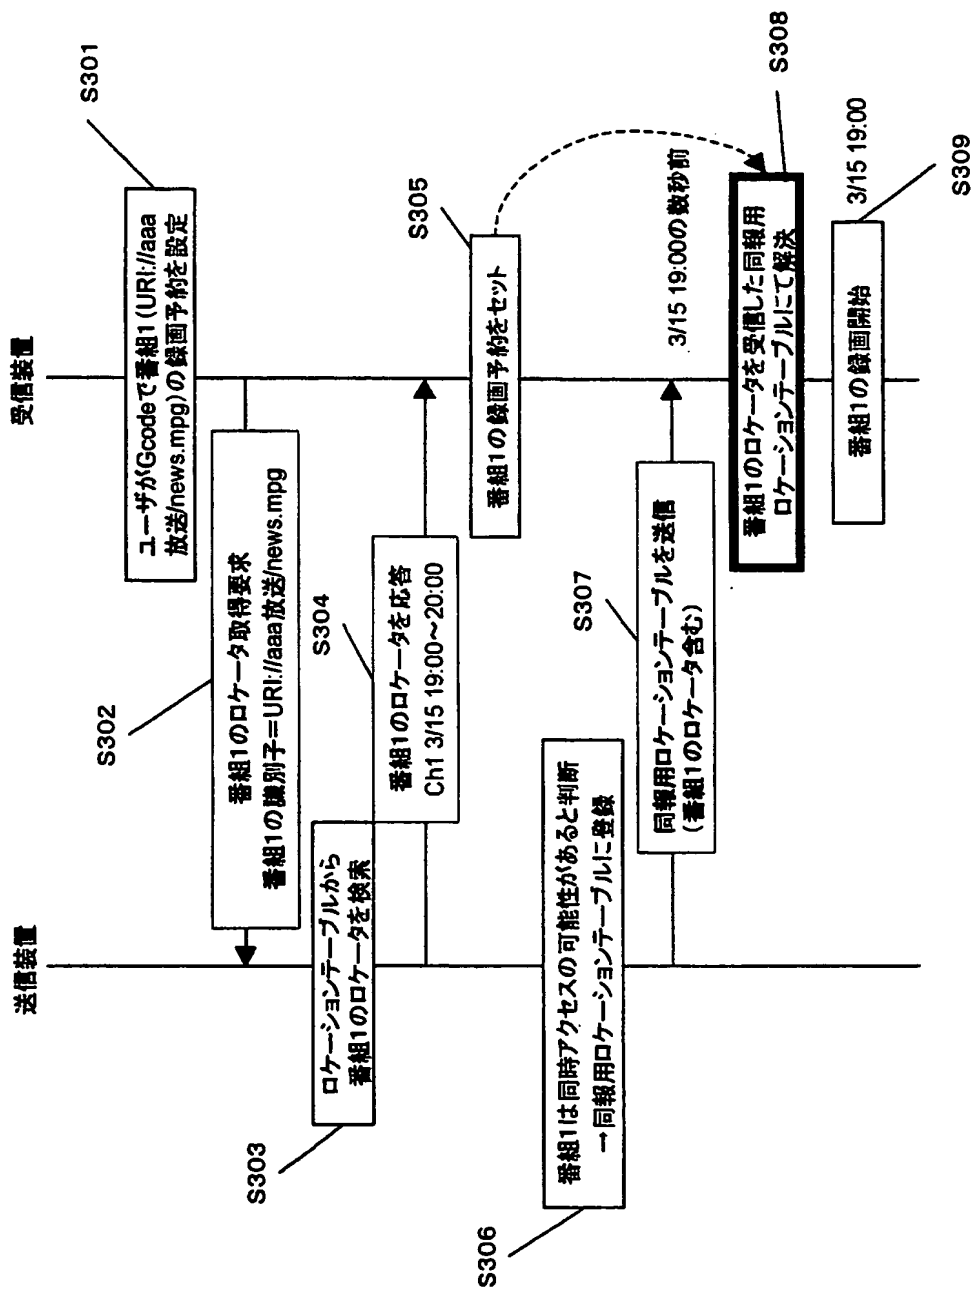 送信装置
受信装置
S301
ユーザがGcodeで番組1(URI://aaa
放送/news.mpg)の録画予約を設定
S302
番組1のロケータ取得要求
番組1の識別子=URI://aaa放送/news.mpg
S303
ロケーションテーブルから
番組1のロケータを検索
S304
番組1のロケータを応答
Ch1 3/15 19:00～20:00
S305
番組1の録画予約をセット
S306
番組1は同時アクセスの可能性があると判断
→同報用ロケーションテーブルに登録
S307
同報用ロケーションテーブルを送信
(番組1のロケータ含む)
3/15 19:00の数秒前
S308
番組1のロケータを受信した同報用
ロケーションテーブルにて解決
3/15 19:00
S309
番組1の録画開始